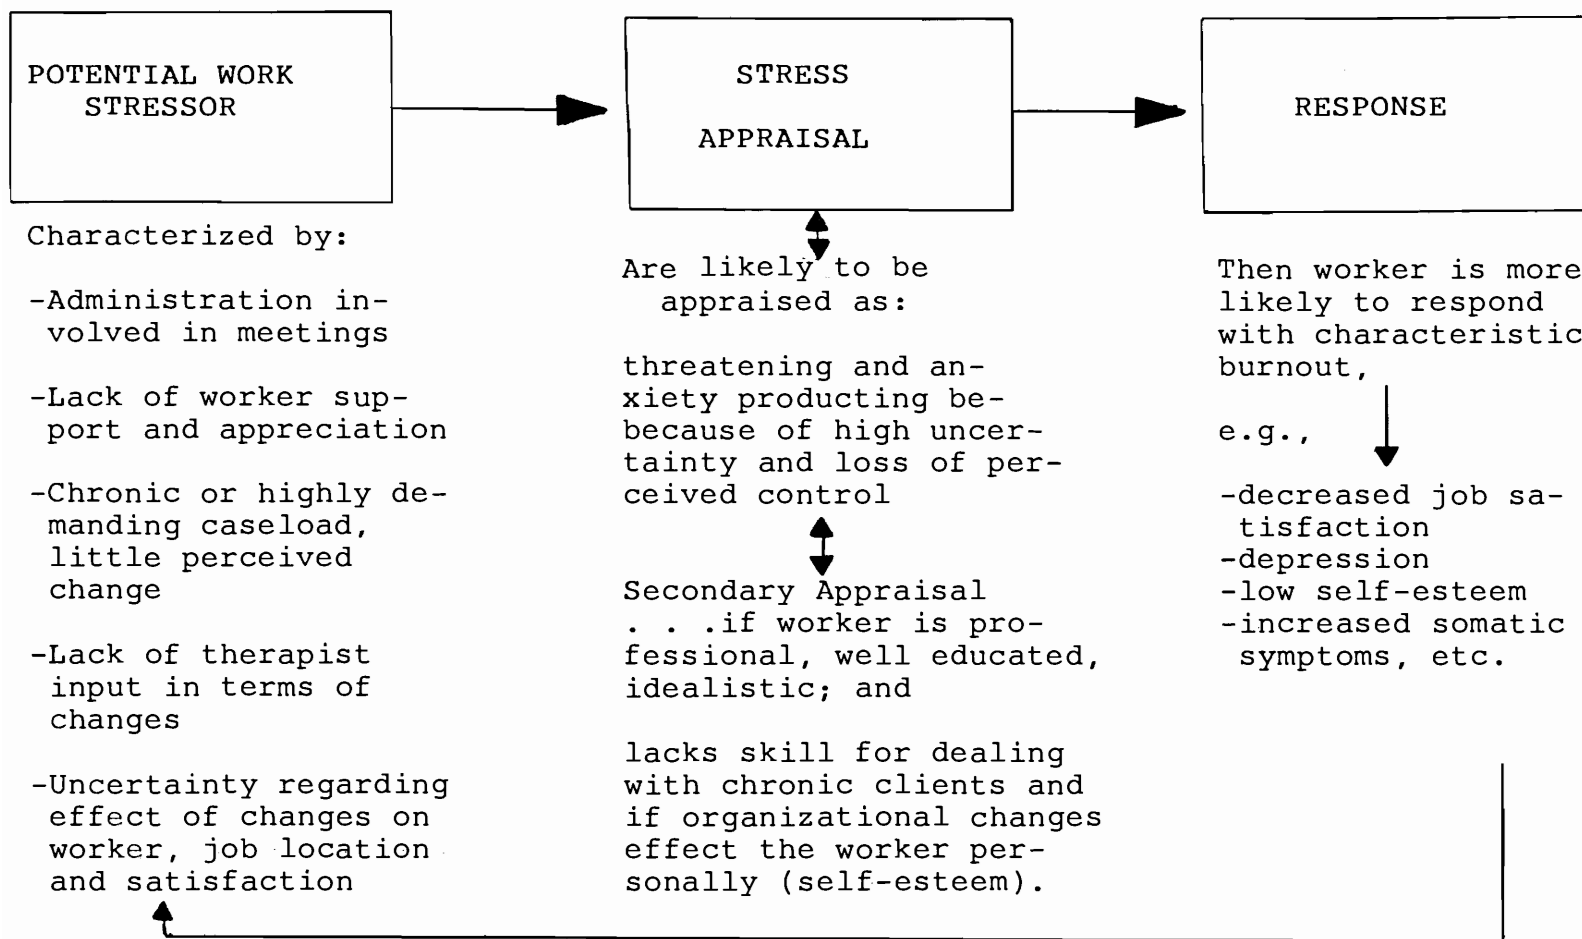 POTENTIAL WORK
STRESSOR
Characterized by:
-Administration in-
volved in meetings
-Lack of worker sup-
port and appreciation
-Chronic or highly de-
manding caseload,
little perceived
change
-Lack of therapist
input in terms of
changes
-Uncertainty regarding
effect of changes on
worker, job location
and satisfaction
STRESS
APPRAISAL
Are likely to be
appraised as:
threatening and an-
xiety producting be-
because of high uncer-
tainty and loss of per-
ceived control
Secondary Appraisal
. . .if worker is pro-
fessional, well educated,
idealistic; and
lacks skill for dealing
with chronic clients and
if organizational changes
effect the worker per-
sonally (self-esteem).
RESPONSE
Then worker is more
likely to respond
with characteristic
burnout,
e.g.,
-decreased job sa-
tisfaction
-depression
-low self-esteem
-increased somatic
symptoms, etc.